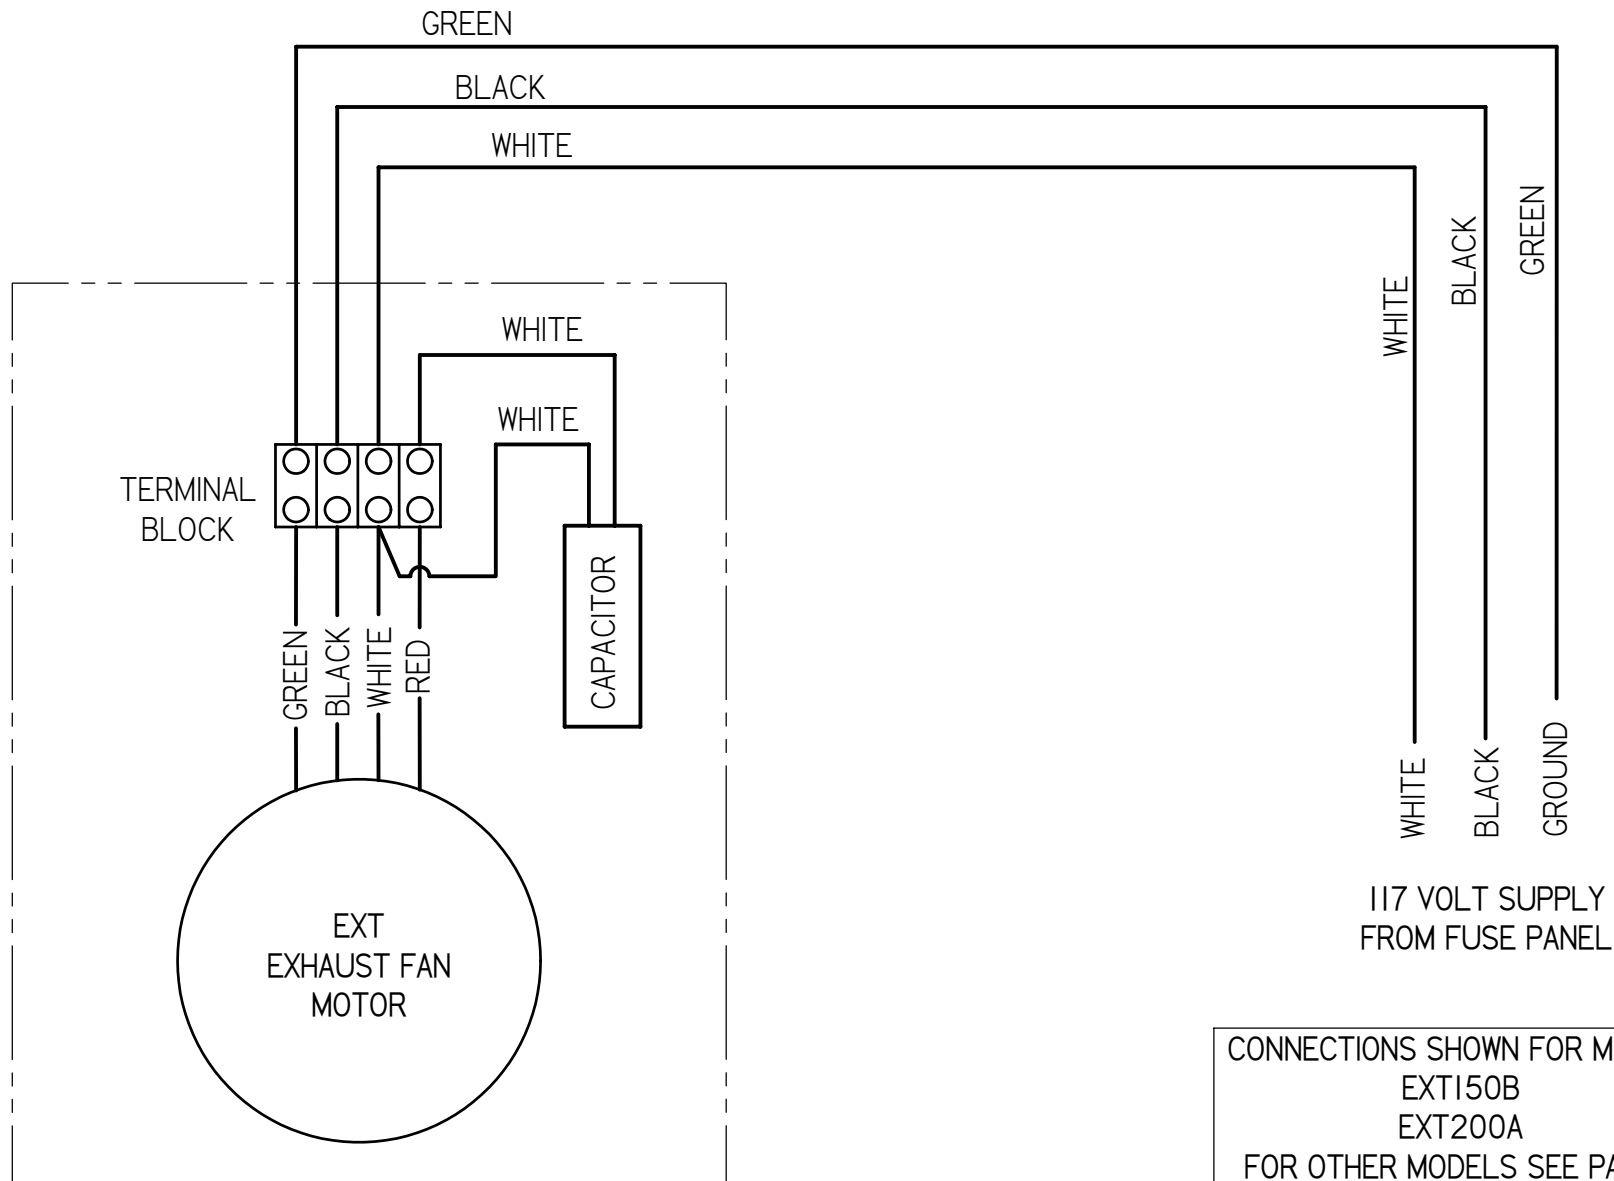 GREEN
BLACK
WHITE
GREEN
BLACK
WHITE
WHITE
WHITE
TERMINAL
BLOCK
CAPACITOR
GREEN
BLACK
WHITE
RED
WHITE
BLACK
GROUND
117 VOLT SUPPLY
FROM FUSE PANEL
EXT
EXHAUST FAN
MOTOR
CONNECTIONS SHOWN FOR
EXT150B
EXT200A
FOR OTHER MODELS SEE